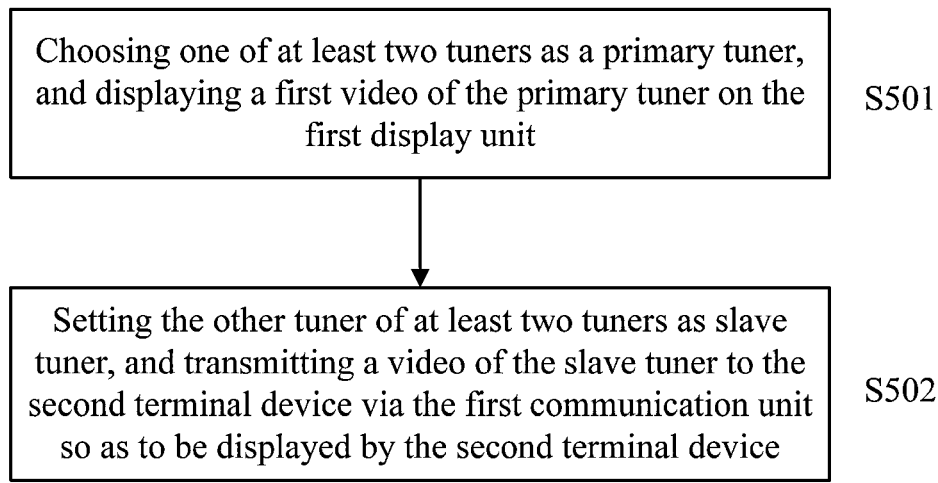 Choosing one of at least two tuners as a primary tuner,
and displaying a first video of the primary tuner on the
first display unit
S501
Setting the other tuner of at least two tuners as slave
tuner, and transmitting a video of the slave tuner to the
second terminal device via the first communication unit
so as to be displayed by the second terminal device
S502